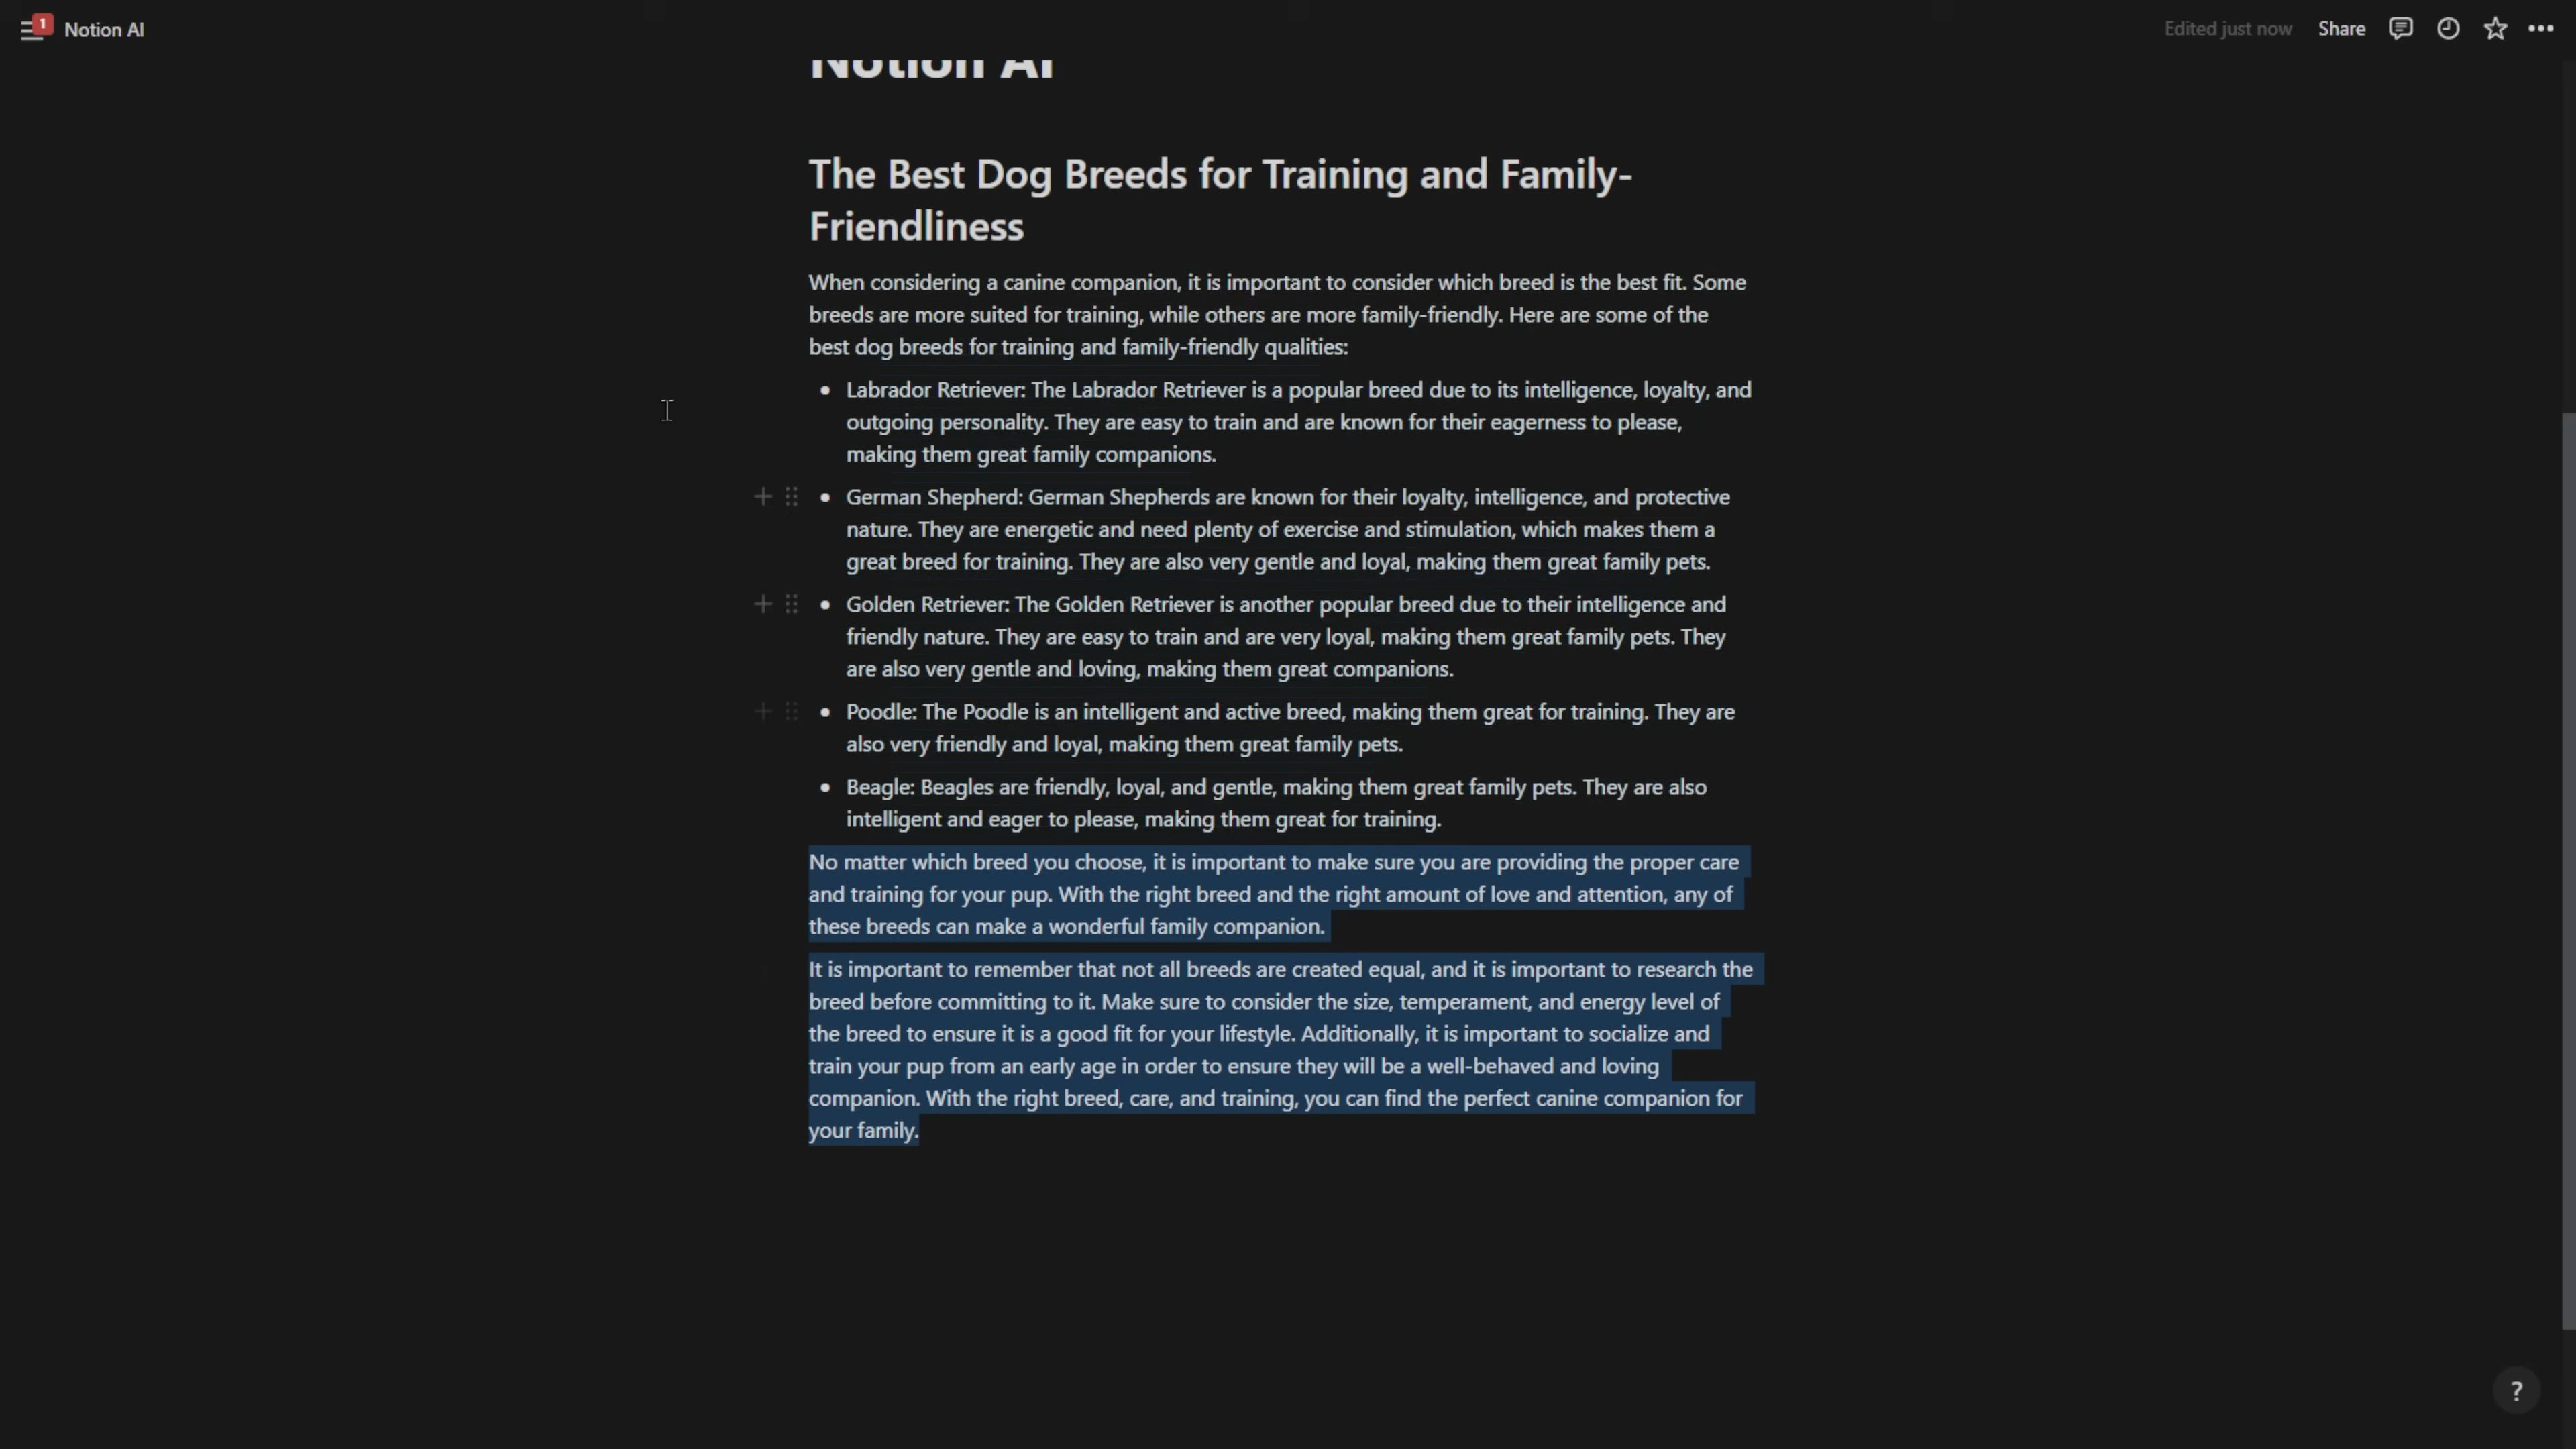 1
Notion AI
Edited just now
Share
Notion AI
The Best Dog Breeds for Training and Family-
Friendliness
When considering a canine companion, it is important to consider which breed is the best fit. Some
breeds are more suited for training, while others are more family-friendly. Here are some of the
best dog breeds for training and family-friendly qualities:
• Labrador Retriever: The Labrador Retriever is a popular breed due to its intelligence, loyalty, and
outgoing personality. They are easy to train and are known for their eagerness to please,
making them great family companions.
• German Shepherd: German Shepherds are known for their loyalty, intelligence, and protective
nature. They are energetic and need plenty of exercise and stimulation, which makes them a
great breed for training. They are also very gentle and loyal, making them great family pets.
• Golden Retriever: The Golden Retriever is another popular breed due to their intelligence and
friendly nature. They are easy to train and are very loyal, making them great family pets. They
are also very gentle and loving, making them great companions.
• Poodle: The Poodle is an intelligent and active breed, making them great for training. They are
also very friendly and loyal, making them great family pets.
• Beagle: Beagles are friendly, loyal, and gentle, making them great family pets. They are also
intelligent and eager to please, making them great for training.
No matter which breed you choose, it is important to make sure you are providing the proper care
and training for your pup. With the right breed and the right amount of love and attention, any of
these breeds can make a wonderful family companion.
It is important to remember that not all breeds are created equal, and it is important to research the
breed before committing to it. Make sure to consider the size, temperament, and energy level of
the breed to ensure it is a good fit for your lifestyle. Additionally, it is important to socialize and
train your pup from an early age in order to ensure they will be a well-behaved and loving
companion. With the right breed, care, and training, you can find the perfect canine companion for
your family.
?